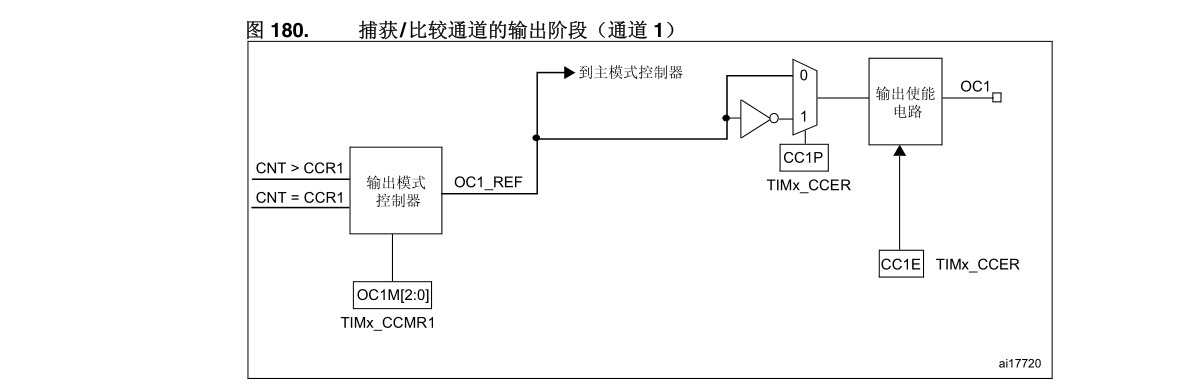 图 180. 捕获/比较通道的输出阶段（通道 1）
到主模式控制器
0
1
输出使能
电路
OC1
CC1P
TIMx_CCER
CNT > CCR1
CNT = CCR1
输出模式
控制器
OC1_REF
CC1E TIMx_CCER
OC1M[2:0]
TIMx_CCMR1
ai17720